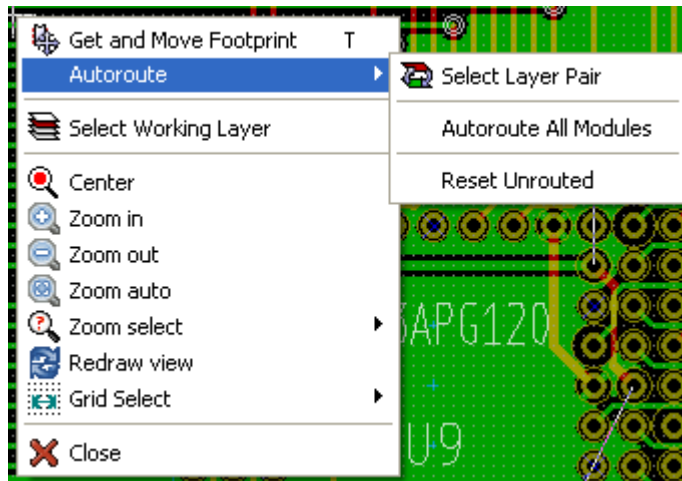 Get and Move Footprint T
Autoroute
Select Layer Pair
Select Working Layer
Autoroute All Modules
Center
Reset Unrouted
Zoom in
Zoom out
Zoom auto
Zoom select
Redraw view
Grid Select
Close
APG120
U9